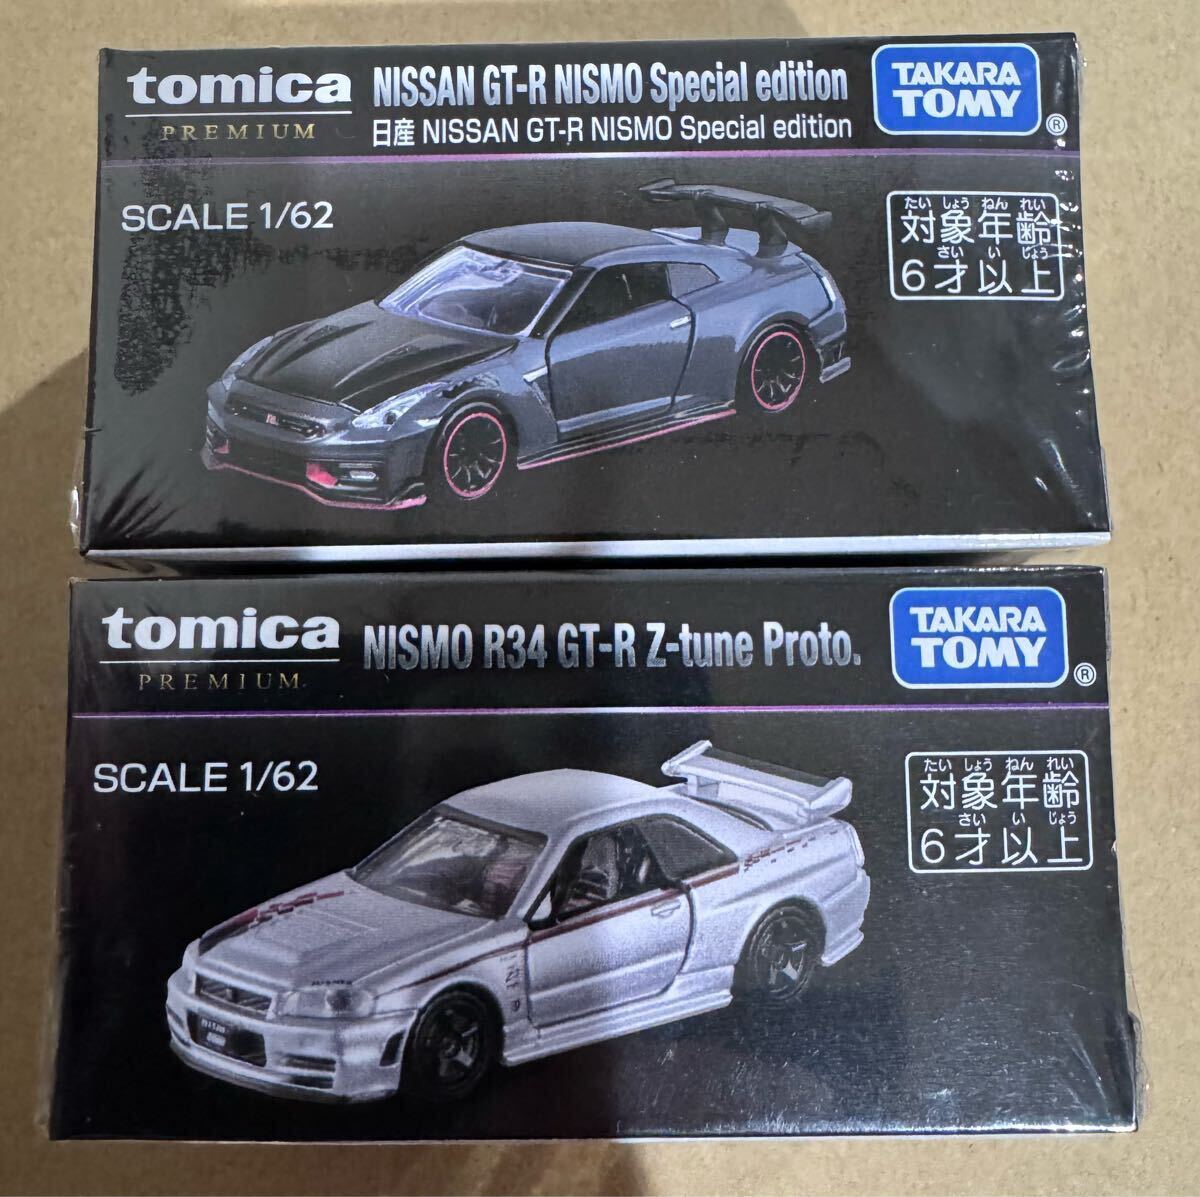 tomica
PREMIUM
NISSAN GT-R NISMO Special edition
日産 NISSAN GT-R NISMO Special edition
TAKARA
TOMY
®
SCALE 1/62
たい しょう ねん れい
対象年齢
さい い じょう
6才以上
tomica
PREMIUM
NISMO R34 GT-R Z-tune Proto.
TAKARA
TOMY
®
SCALE 1/62
たい しょう ねん れい
対象年齢
さい い じょう
6才以上